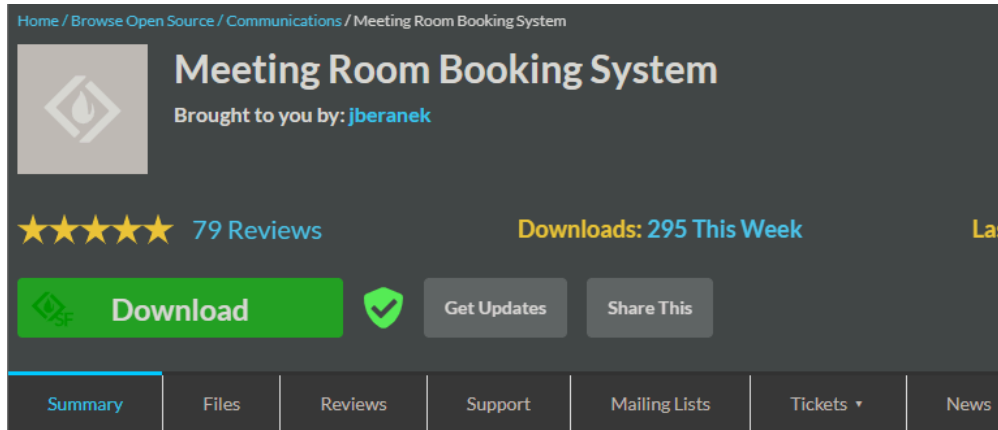 Home / Browse Open Source / Communications / Meeting Room Booking System
Meeting Room Booking System
Brought to you by: jberanek
79 Reviews
Downloads: 295 This Week
Download
SF
Get Updates
Share This
Summary
Files
Reviews
Support
Mailing Lists
Tickets ▾
News